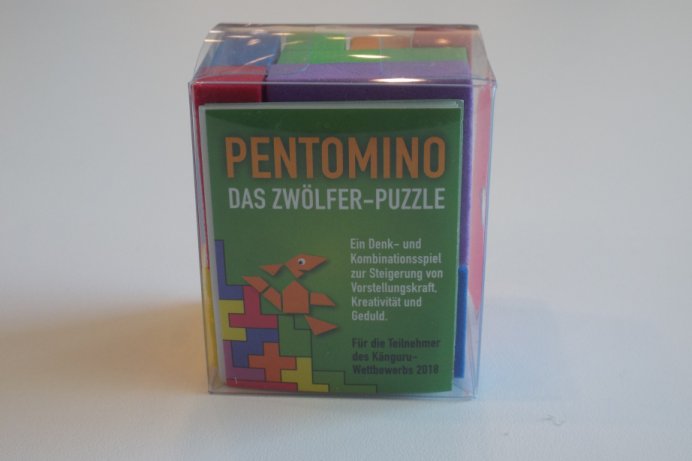 PENTOMINO
DAS ZWÖLFER-PUZZLE
Ein Denk- und
Kombinationsspiel
zur Steigerung von
Vorstellungskraft,
Kreativität und
Geduld.
Für die Teilnehmer
des Känguru-
Wettbewerbs 2010